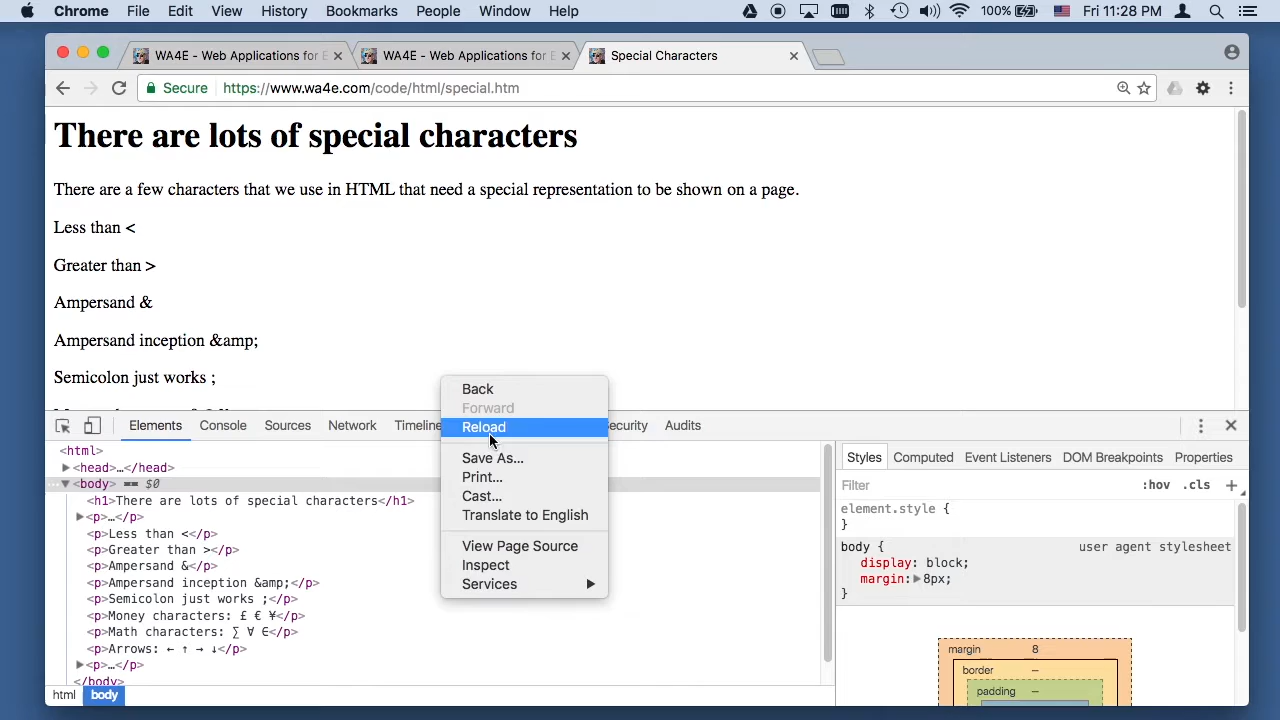 Chrome File Edit View History Bookmarks People Window Help 100% Fri 11:28 PM
WA4E - Web Applications for E WA4E - Web Applications for E Special Characters
Secure https://www.wa4e.com/code/html/special.htm
There are lots of special characters
There are a few characters that we use in HTML that need a special representation to be shown on a page.
Less than <
Greater than >
Ampersand &
Ampersand inception &amp;
Semicolon just works ;
Back
Forward
Reload
Save As...
Print...
Cast...
Translate to English
View Page Source
Inspect
Services
Elements Console Sources Network Timeline ecurity Audits
<html>
<head>…</head>
<body> == $0
<h1>There are lots of special characters</h1>
<p>…</p>
<p>Less than <</p>
<p>Greater than ></p>
<p>Ampersand &</p>
<p>Ampersand inception &amp;</p>
<p>Semicolon just works ;</p>
<p>Money characters: £ € ¥</p>
<p>Math characters: ∑ ∀ ∈</p>
<p>Arrows: ← ↑ → ↓</p>
<p>…</p>
</body>
html body
Styles Computed Event Listeners DOM Breakpoints Properties
Filter :hov .cls +
element.style {
}
body { user agent stylesheet
display: block;
margin: 8px;
}
margin 8
border –
padding –